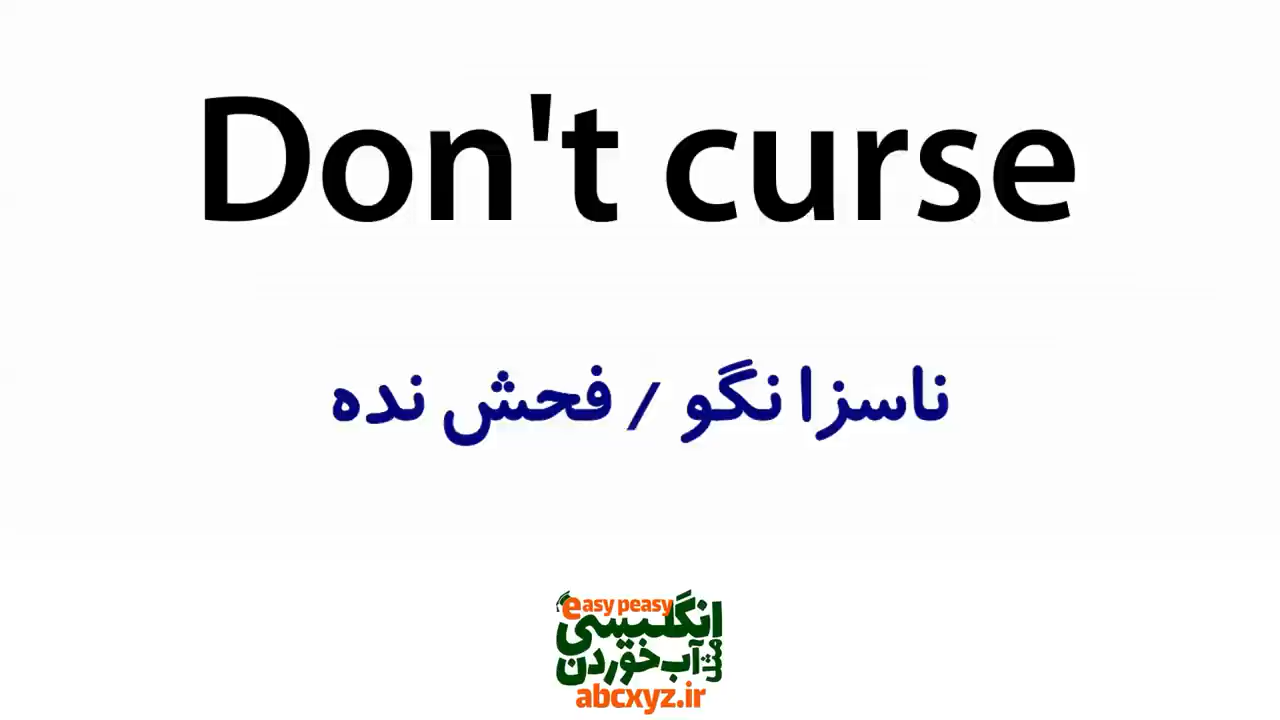 Don't curse
ناسزا نگو / فحش نده
easy peasy
انگلیسی
مثل آب خوردن
abcxyz.ir